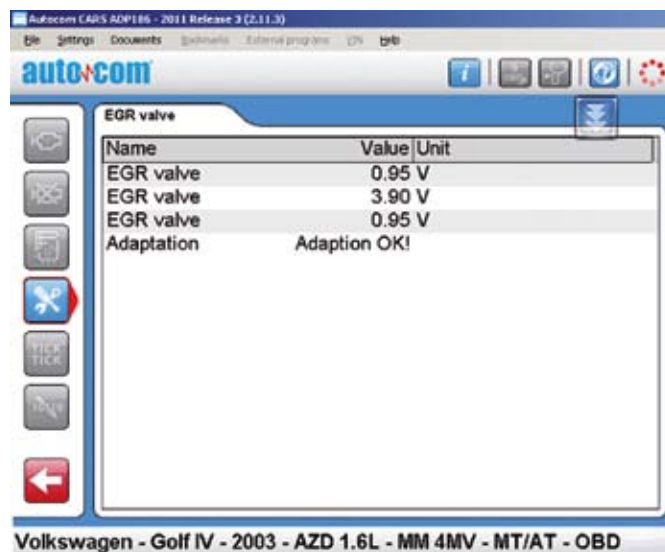 Autocom CARS ADP186 - 2011 Release 3 (2.11.3)
File Settings Documents Bookmarks External programs VIN Help
autocom
EGR valve
Name Value Unit
EGR valve 0.95 V
EGR valve 3.90 V
EGR valve 0.95 V
Adaptation Adaption OK!
TICK
TICK
Volkswagen - Golf IV - 2003 - AZD 1.6L - MM 4MV - MT/AT - OBD